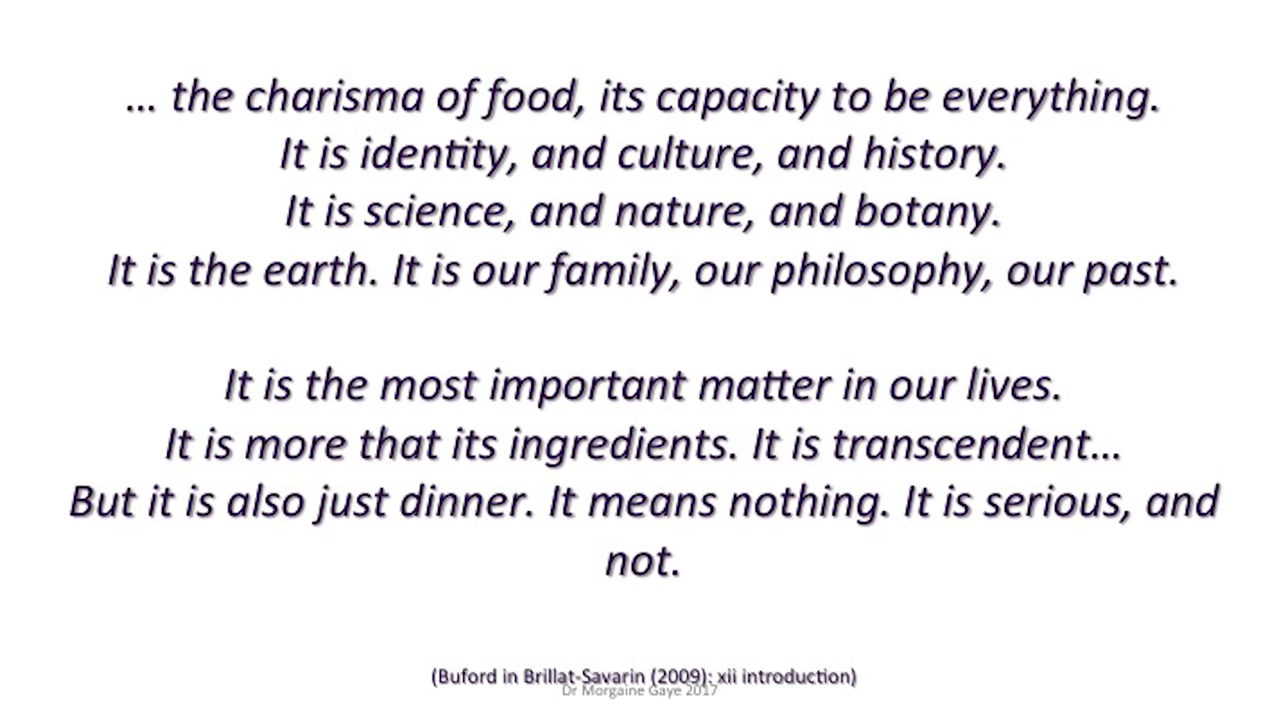 ... the charisma of food, its capacity to be everything.
It is identity, and culture, and history.
It is science, and nature, and botany.
It is the earth. It is our family, our philosophy, our past.
It is the most important matter in our lives.
It is more that its ingredients. It is transcendent...
But it is also just dinner. It means nothing. It is serious, and
not.
(Buford in Brillat-Savarin (2009): xii introduction)
Dr Morgaine Gaye 2017